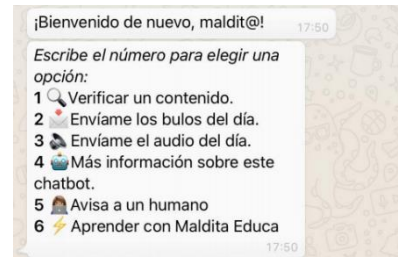 ¡Bienvenido de nuevo, maldit@!
17:50
Escribe el número para elegir una
opción:
1 🔍Verificar un contenido.
2 📩Envíame los bulos del día.
3 🔈Envíame el audio del día.
4 🤖Más información sobre este
chatbot.
5 🙋🏽Avisa a un humano
6 ⚡Aprender con Maldita Educa
17:50